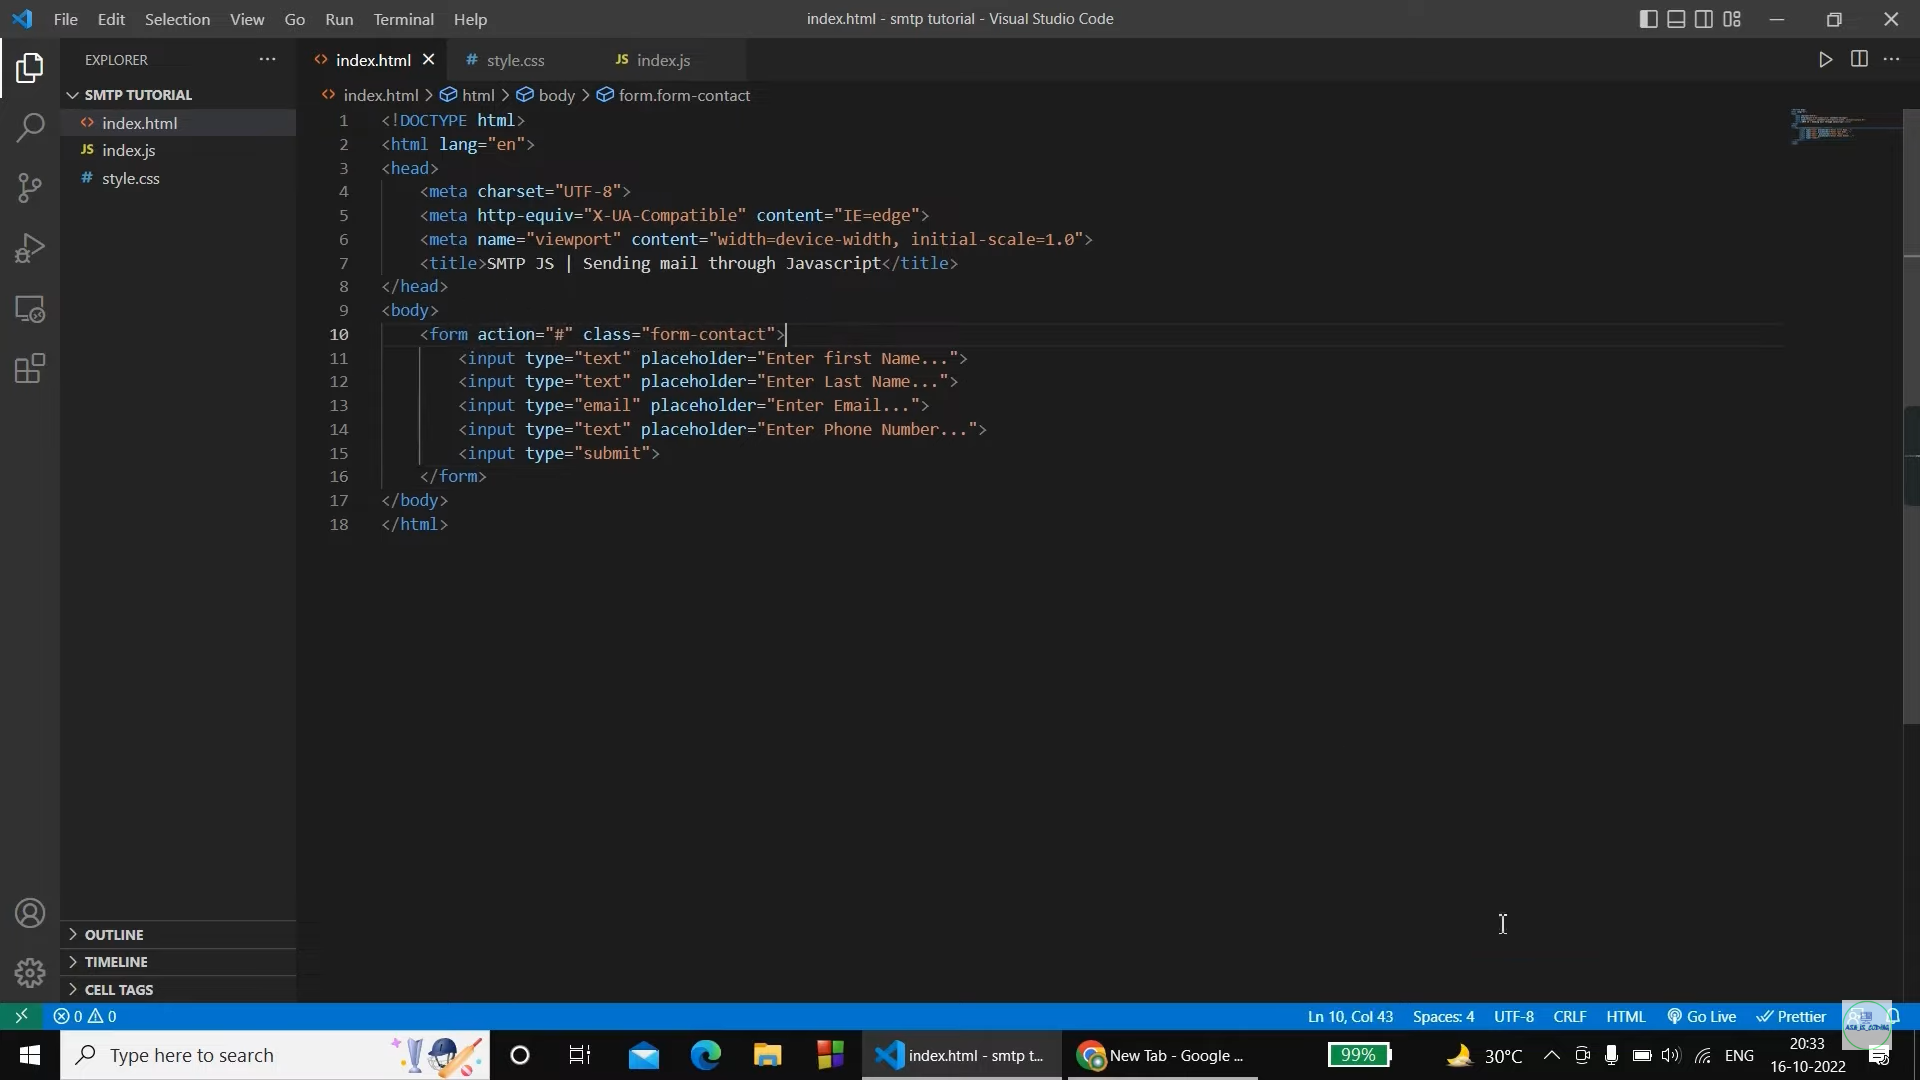 File Edit Selection View Go Run Terminal Help
index.html - smtp tutorial - Visual Studio Code
EXPLORER
SMTP TUTORIAL
index.html
index.js
style.css
OUTLINE
TIMELINE
CELL TAGS
index.html style.css JS index.js
index.html > html > body > form.form-contact
1 <!DOCTYPE html>
2 <html lang="en">
3 <head>
4 <meta charset="UTF-8">
5 <meta http-equiv="X-UA-Compatible" content="IE=edge">
6 <meta name="viewport" content="width=device-width, initial-scale=1.0">
7 <title>SMTP JS | Sending mail through Javascript</title>
8 </head>
9 <body>
10 <form action="#" class="form-contact">
11 <input type="text" placeholder="Enter first Name...">
12 <input type="text" placeholder="Enter Last Name...">
13 <input type="email" placeholder="Enter Email...">
14 <input type="text" placeholder="Enter Phone Number...">
15 <input type="submit">
16 </form>
17 </body>
18 </html>
0 0
Ln 10, Col 43 Spaces: 4 UTF-8 CRLF HTML Go Live Prettier
Type here to search
index.html - smtp t...
New Tab - Google ...
99%
30°C
ENG
20:33
16-10-2022